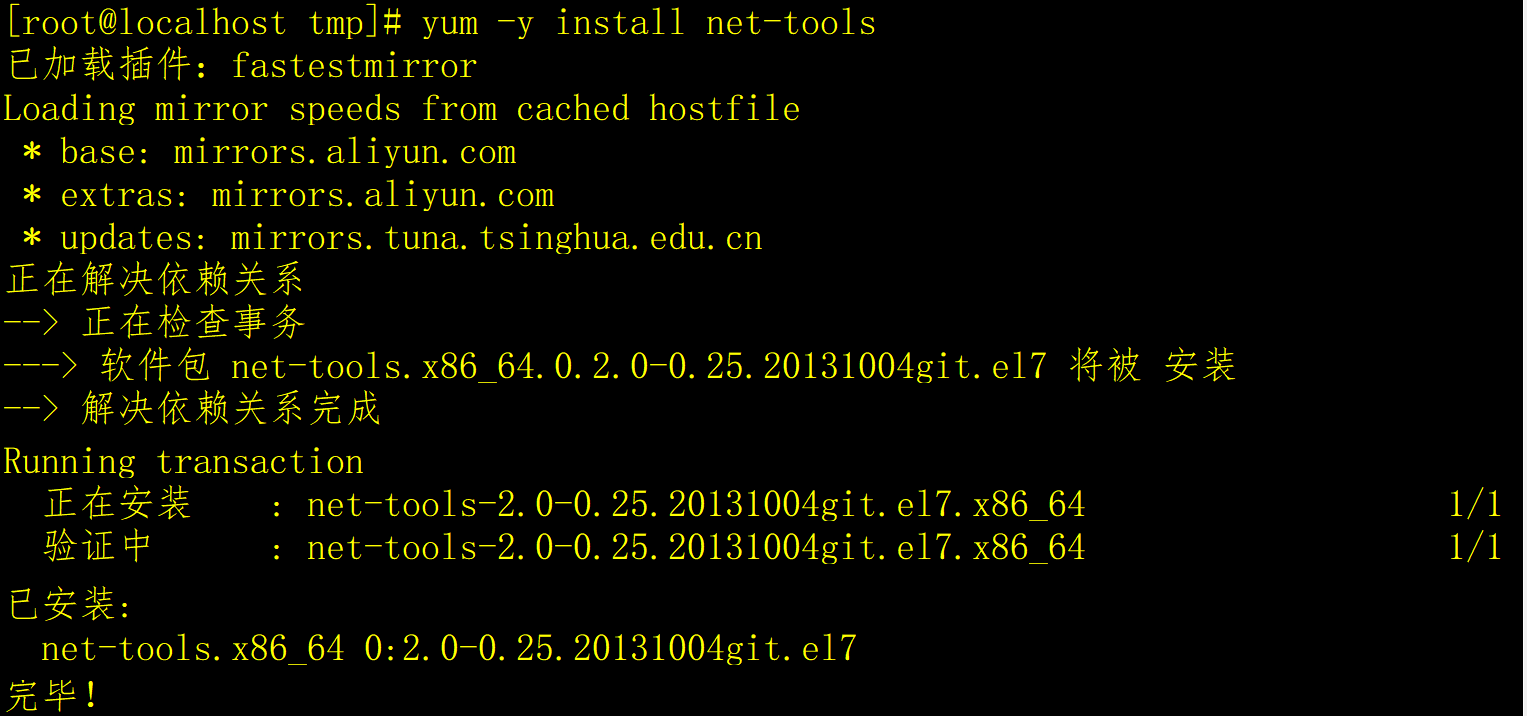 [root@localhost tmp]# yum -y install net-tools
已加载插件：fastestmirror
Loading mirror speeds from cached hostfile
 * base: mirrors.aliyun.com
 * extras: mirrors.aliyun.com
 * updates: mirrors.tuna.tsinghua.edu.cn
正在解决依赖关系
--> 正在检查事务
---> 软件包 net-tools.x86_64.0.2.0-0.25.20131004git.el7 将被 安装
--> 解决依赖关系完成
Running transaction
  正在安装    : net-tools-2.0-0.25.20131004git.el7.x86_64                   1/1
  验证中      : net-tools-2.0-0.25.20131004git.el7.x86_64                   1/1
已安装:
  net-tools.x86_64 0:2.0-0.25.20131004git.el7
完毕！